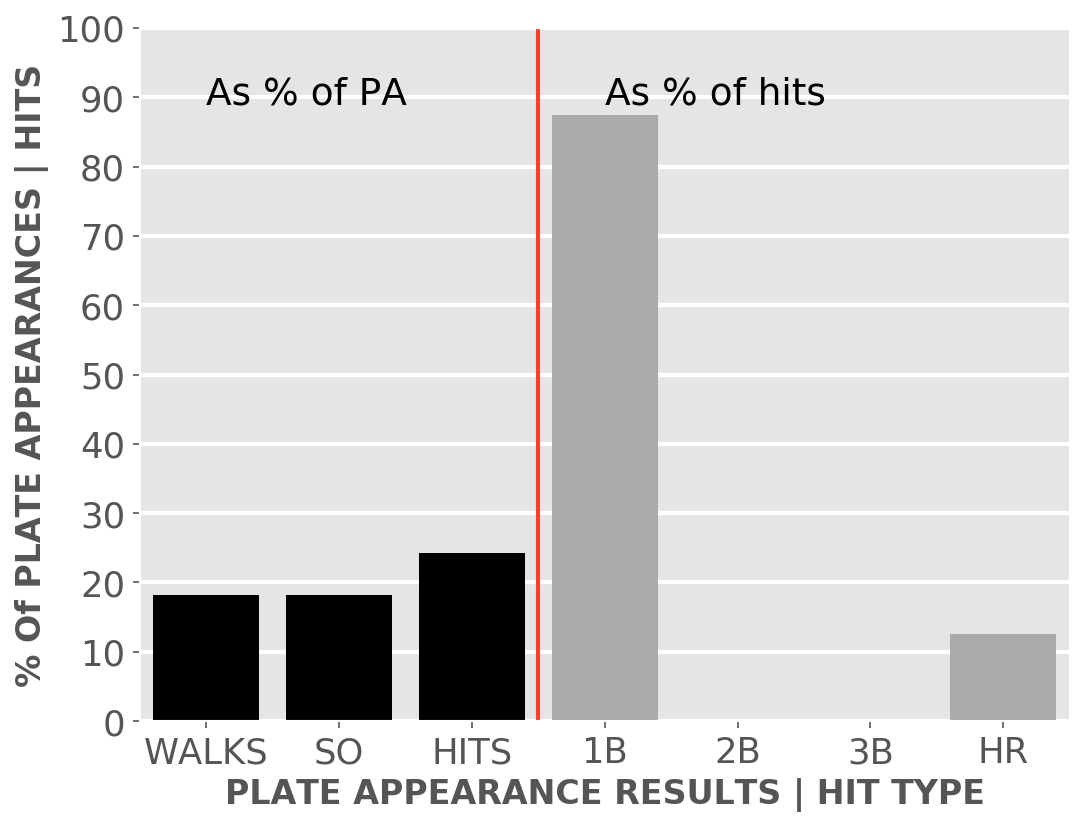 % Of PLATE APPEARANCES | HITS
100
90
80
70
60
50
40
30
20
10
0
As % of PA
As % of hits
WALKS SO HITS 1B 2B 3B HR
PLATE APPEARANCE RESULTS | HIT TYPE